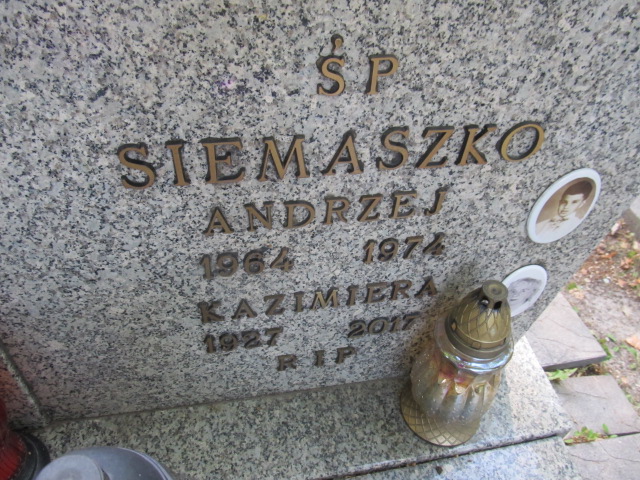 ŚP
SIEMASZKO
ANDRZEJ
1964 1974
KAZIMIERA
1927 2017
RIP